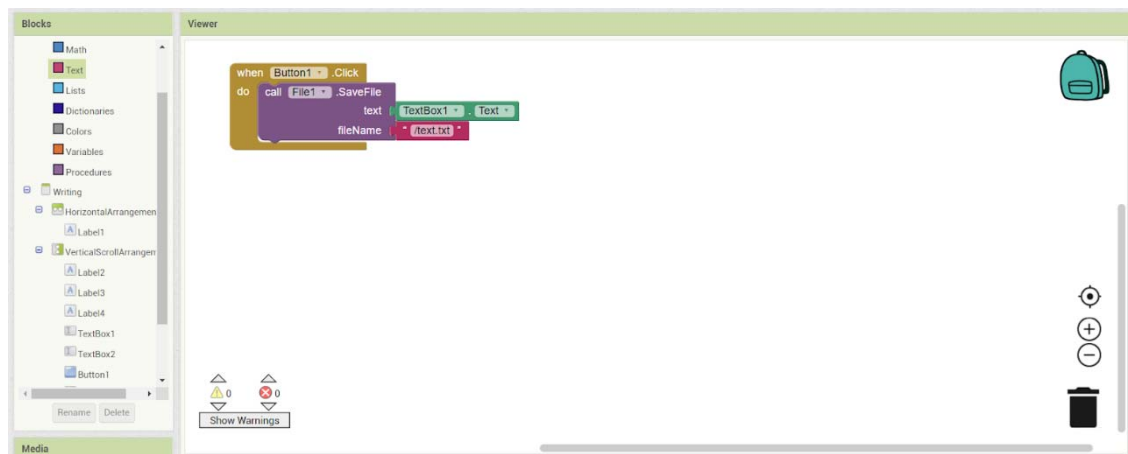 Blocks
Viewer
Math
Text
Lists
Dictionaries
Colors
Variables
Procedures
Writing
HorizontalArrangemen
Label1
VerticalScrollArrangem
Label2
Label3
Label4
TextBox1
TextBox2
Button1
Rename Delete
Media
when Button1 .Click
do call File1 .SaveFile
text TextBox1 . Text
fileName " /text.txt "
0 0
Show Warnings